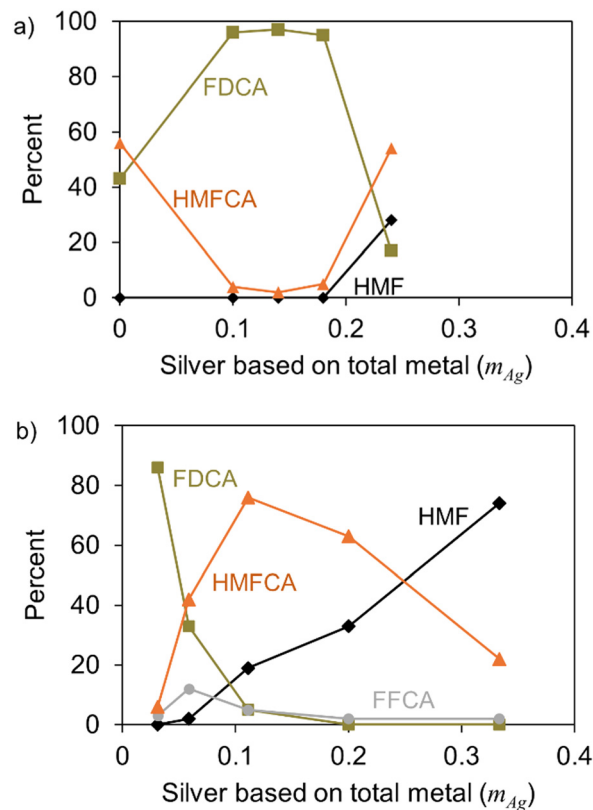 a)
100
80
60
40
20
0
Percent
FDCA
HMFCA
HMF
0 0.1 0.2 0.3 0.4
Silver based on total metal (m_Ag)
b)
100
80
60
40
20
0
Percent
FDCA
HMF
HMFCA
FFCA
0 0.1 0.2 0.3 0.4
Silver based on total metal (m_Ag)